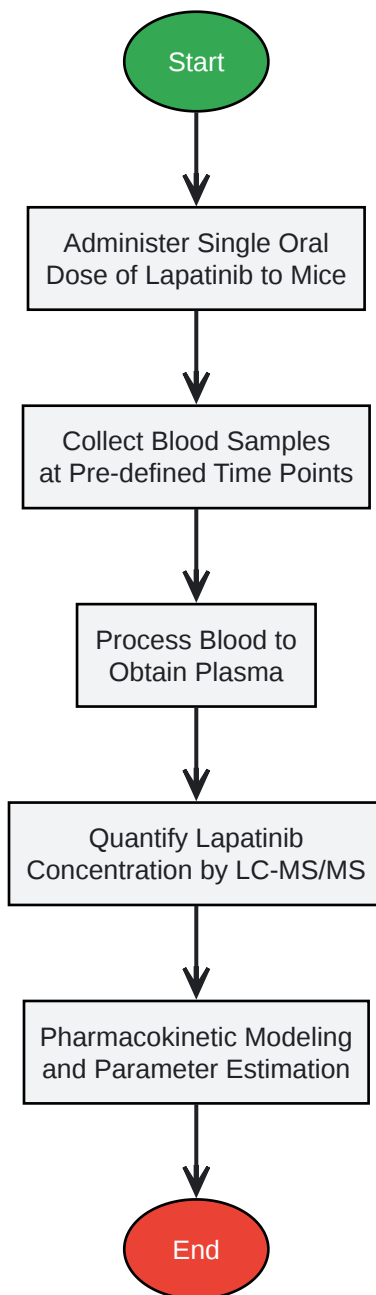 Start
Administer Single Oral
Dose of Lapatinib to Mice
Collect Blood Samples
at Pre-defined Time Points
Process Blood to
Obtain Plasma
Quantify Lapatinib
Concentration by LC-MS/MS
Pharmacokinetic Modeling
and Parameter Estimation
End